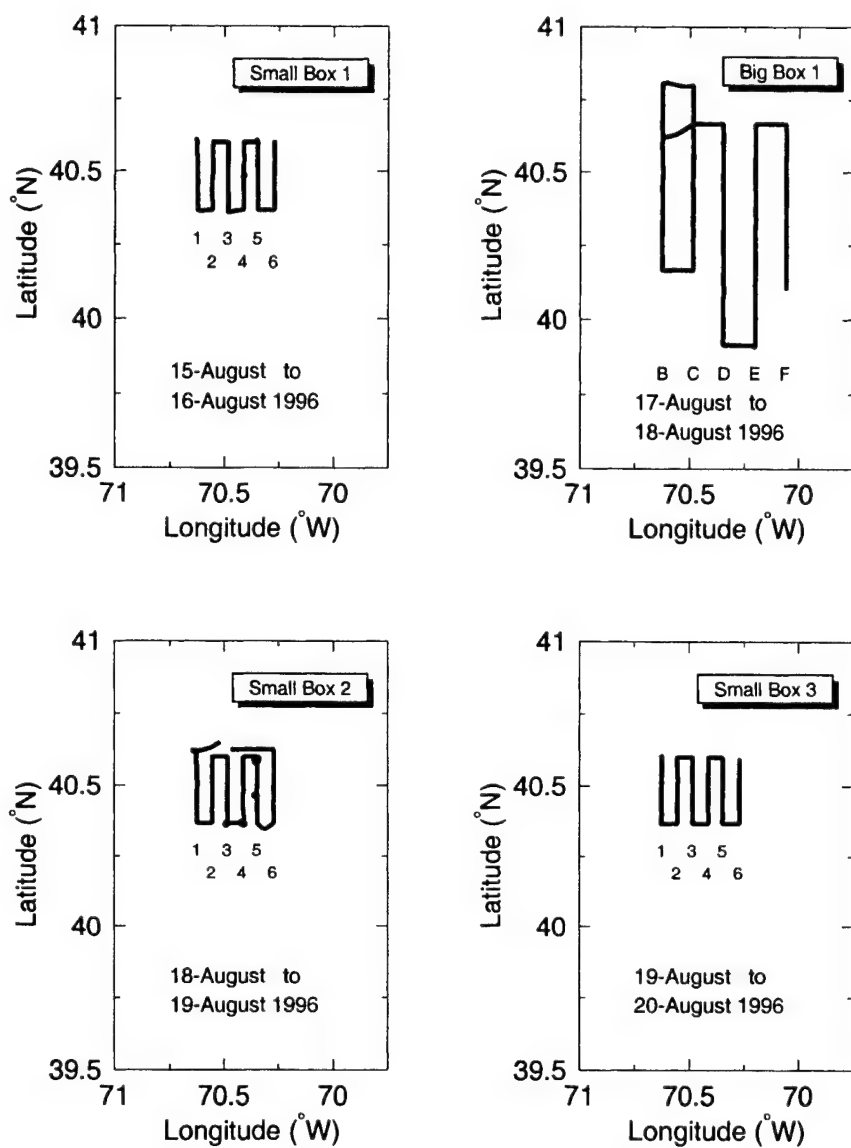 41
Small Box 1
40.5
Latitude (°N)
1 3 5
2 4 6
40
15-August to
16-August 1996
39.5
71 70.5 70
Longitude (°W)
41
Big Box 1
40.5
Latitude (°N)
40
B C D E F
17-August to
18-August 1996
39.5
71 70.5 70
Longitude (°W)
41
Small Box 2
40.5
Latitude (°N)
1 3 5
2 4 6
40
18-August to
19-August 1996
39.5
71 70.5 70
Longitude (°W)
41
Small Box 3
40.5
Latitude (°N)
1 3 5
2 4 6
40
19-August to
20-August 1996
39.5
71 70.5 70
Longitude (°W)